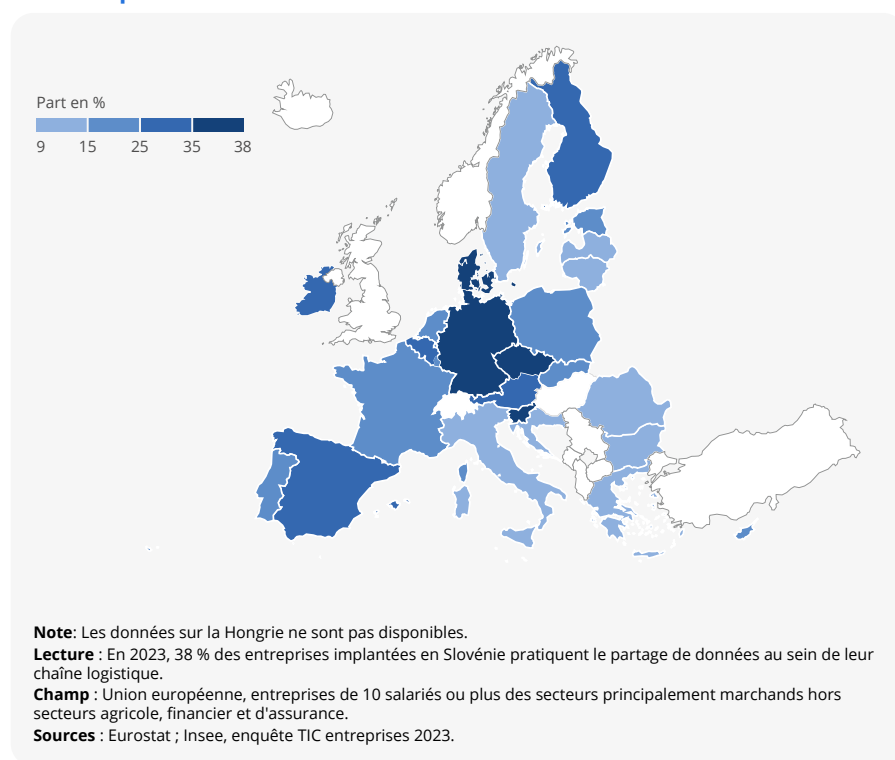 Part en %
9 15 25 35 38
Note: Les données sur la Hongrie ne sont pas disponibles.
Lecture : En 2023, 38 % des entreprises implantées en Slovénie pratiquent le partage de données au sein de leur
chaîne logistique.
Champ : Union européenne, entreprises de 10 salariés ou plus des secteurs principalement marchands hors
secteurs agricole, financier et d'assurance.
Sources : Eurostat ; Insee, enquête TIC entreprises 2023.